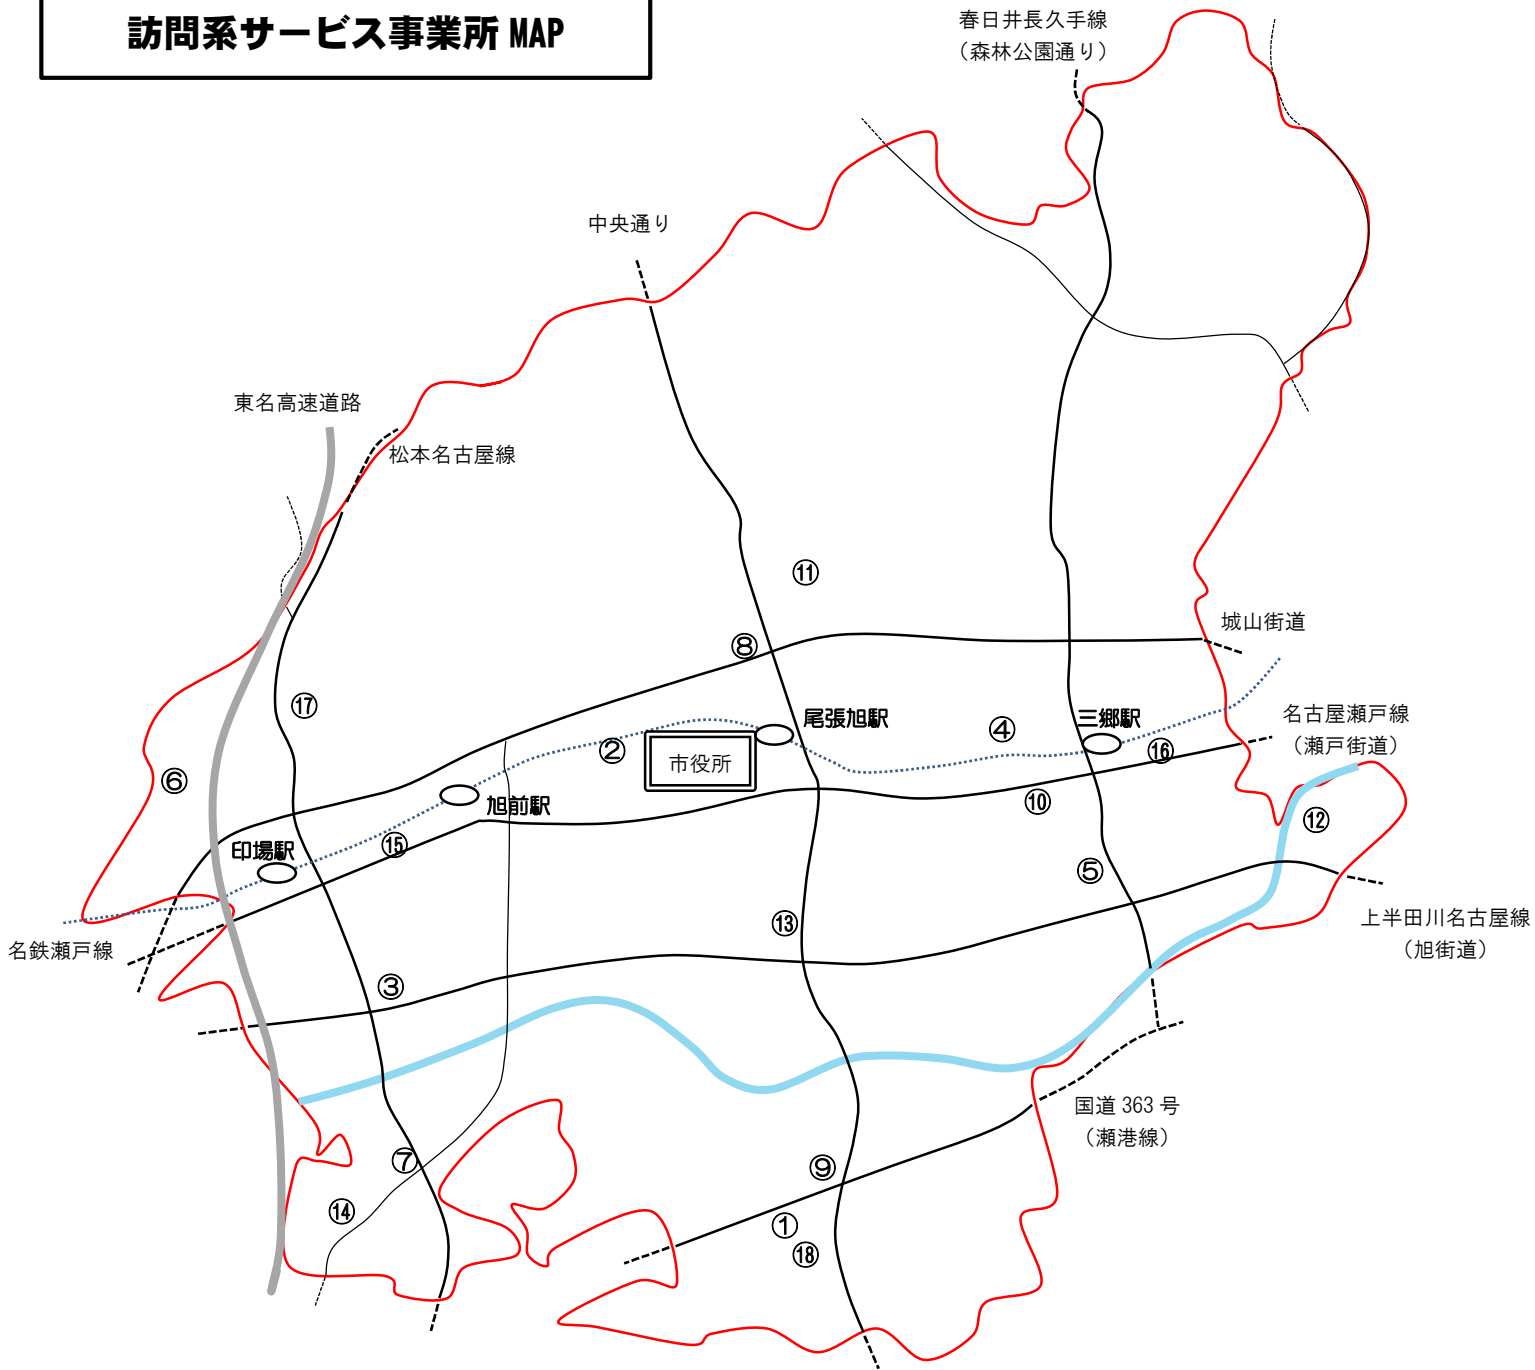 訪問系サービス事業所 MAP
春日井長久手線
（森林公園通り）
中央通り
東名高速道路
松本名古屋線
⑪
城山街道
⑧
⑰
尾張旭駅
三郷駅
名古屋瀬戸線
（瀬戸街道）
②
④
⑯
市役所
⑥
旭前駅
⑩
⑫
印場駅
⑮
⑤
上半田川名古屋線
（旭街道）
名鉄瀬戸線
⑬
③
国道 363 号
（瀬港線）
⑦
⑨
⑭
①
⑱